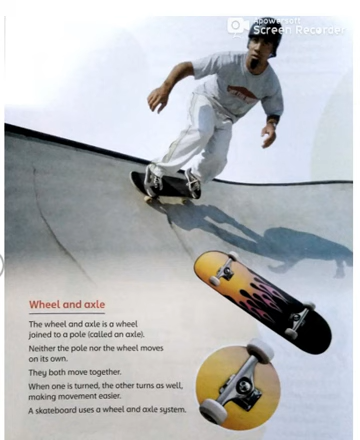 Apowersoft
Screen Recorder
Wheel and axle
The wheel and axle is a wheel
joined to a pole (called an axle).
Neither the pole nor the wheel moves
on its own.
They both move together.
When one is turned, the other turns as well,
making movement easier.
A skateboard uses a wheel and axle system.